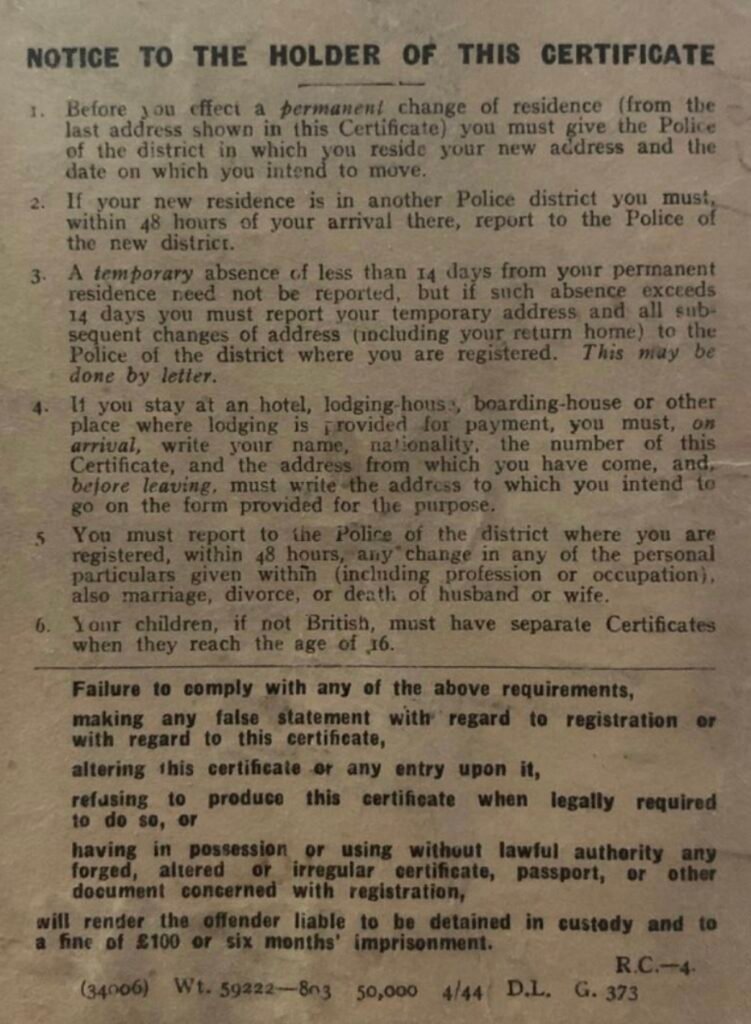 NOTICE TO THE HOLDER OF THIS CERTIFICATE
1. Before you effect a permanent change of residence (from the
last address shown in this Certificate) you must give the Police
of the district in which you reside your new address and the
date on which you intend to move.
2. If your new residence is in another Police district you must,
within 48 hours of your arrival there, report to the Police of
the new district.
3. A temporary absence of less than 14 days from your permanent
residence need not be reported, but if such absence exceeds
14 days you must report your temporary address and all sub-
sequent changes of address (including your return home) to the
Police of the district where you are registered. This may be
done by letter.
4. If you stay at an hotel, lodging-house, boarding-house or other
place where lodging is provided for payment, you must, on
arrival, write your name, nationality, the number of this
Certificate, and the address from which you have come, and,
before leaving, must write the address to which you intend to
go on the form provided for the purpose.
5 You must report to the Police of the district where you are
registered, within 48 hours, any change in any of the personal
particulars given within (including profession or occupation),
also marriage, divorce, or death of husband or wife.
6. Your children, if not British, must have separate Certificates
when they reach the age of 16.
Failure to comply with any of the above requirements,
making any false statement with regard to registration or
with regard to this certificate,
altering this certificate or any entry upon it,
refusing to produce this certificate when legally required
to do so, or
having in possession or using without lawful authority any
forged, altered or irregular certificate, passport, or other
document concerned with registration,
will render the offender liable to be detained in custody and to
a fine of £100 or six months' imprisonment.
R.C.—4.
(34006) Wt. 59222—803 50,000 4/44 D.L. G. 373